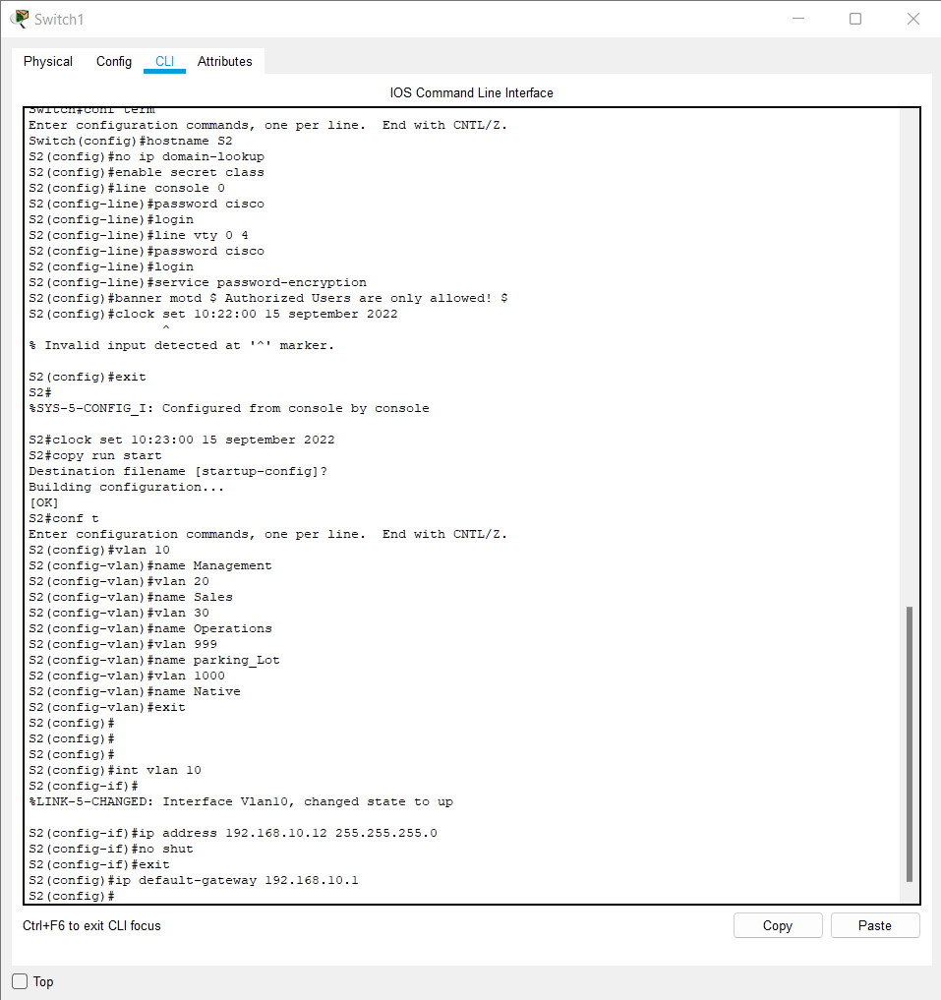 Switch1
Physical Config CLI Attributes
IOS Command Line Interface
Switch#conf term
Enter configuration commands, one per line.  End with CNTL/Z.
Switch(config)#hostname S2
S2(config)#no ip domain-lookup
S2(config)#enable secret class
S2(config)#line console 0
S2(config-line)#password cisco
S2(config-line)#login
S2(config-line)#line vty 0 4
S2(config-line)#password cisco
S2(config-line)#login
S2(config-line)#service password-encryption
S2(config)#banner motd $ Authorized Users are only allowed! $
S2(config)#clock set 10:22:00 15 september 2022
^
% Invalid input detected at '^' marker.
S2(config)#exit
S2#
%SYS-5-CONFIG_I: Configured from console by console
S2#clock set 10:23:00 15 september 2022
S2#copy run start
Destination filename [startup-config]?
Building configuration...
[OK]
S2#conf t
Enter configuration commands, one per line.  End with CNTL/Z.
S2(config)#vlan 10
S2(config-vlan)#name Management
S2(config-vlan)#vlan 20
S2(config-vlan)#name Sales
S2(config-vlan)#vlan 30
S2(config-vlan)#name Operations
S2(config-vlan)#vlan 999
S2(config-vlan)#name parking_Lot
S2(config-vlan)#vlan 1000
S2(config-vlan)#name Native
S2(config-vlan)#exit
S2(config)#
S2(config)#
S2(config)#
S2(config)#int vlan 10
S2(config-if)#
%LINK-5-CHANGED: Interface Vlan10, changed state to up
S2(config-if)#ip address 192.168.10.12 255.255.255.0
S2(config-if)#no shut
S2(config-if)#exit
S2(config)#ip default-gateway 192.168.10.1
S2(config)#
Ctrl+F6 to exit CLI focus
Copy Paste
Top